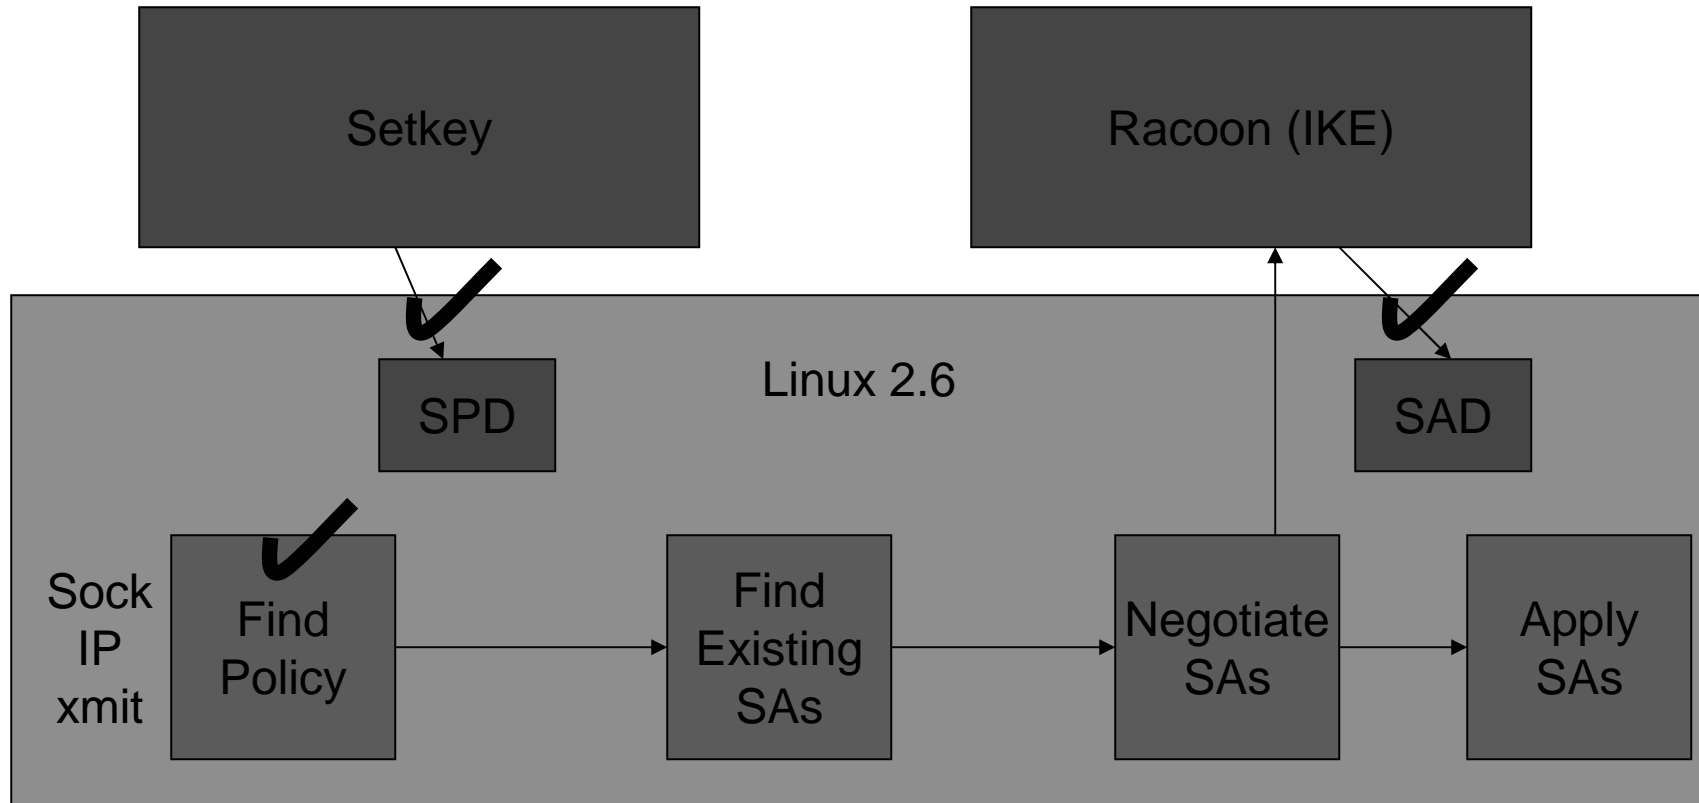 Setkey
Racoon (IKE)
Linux 2.6
SPD
SAD
Sock
IP
xmit
Find
Policy
Find
Existing
SAs
Negotiate
SAs
Apply
SAs